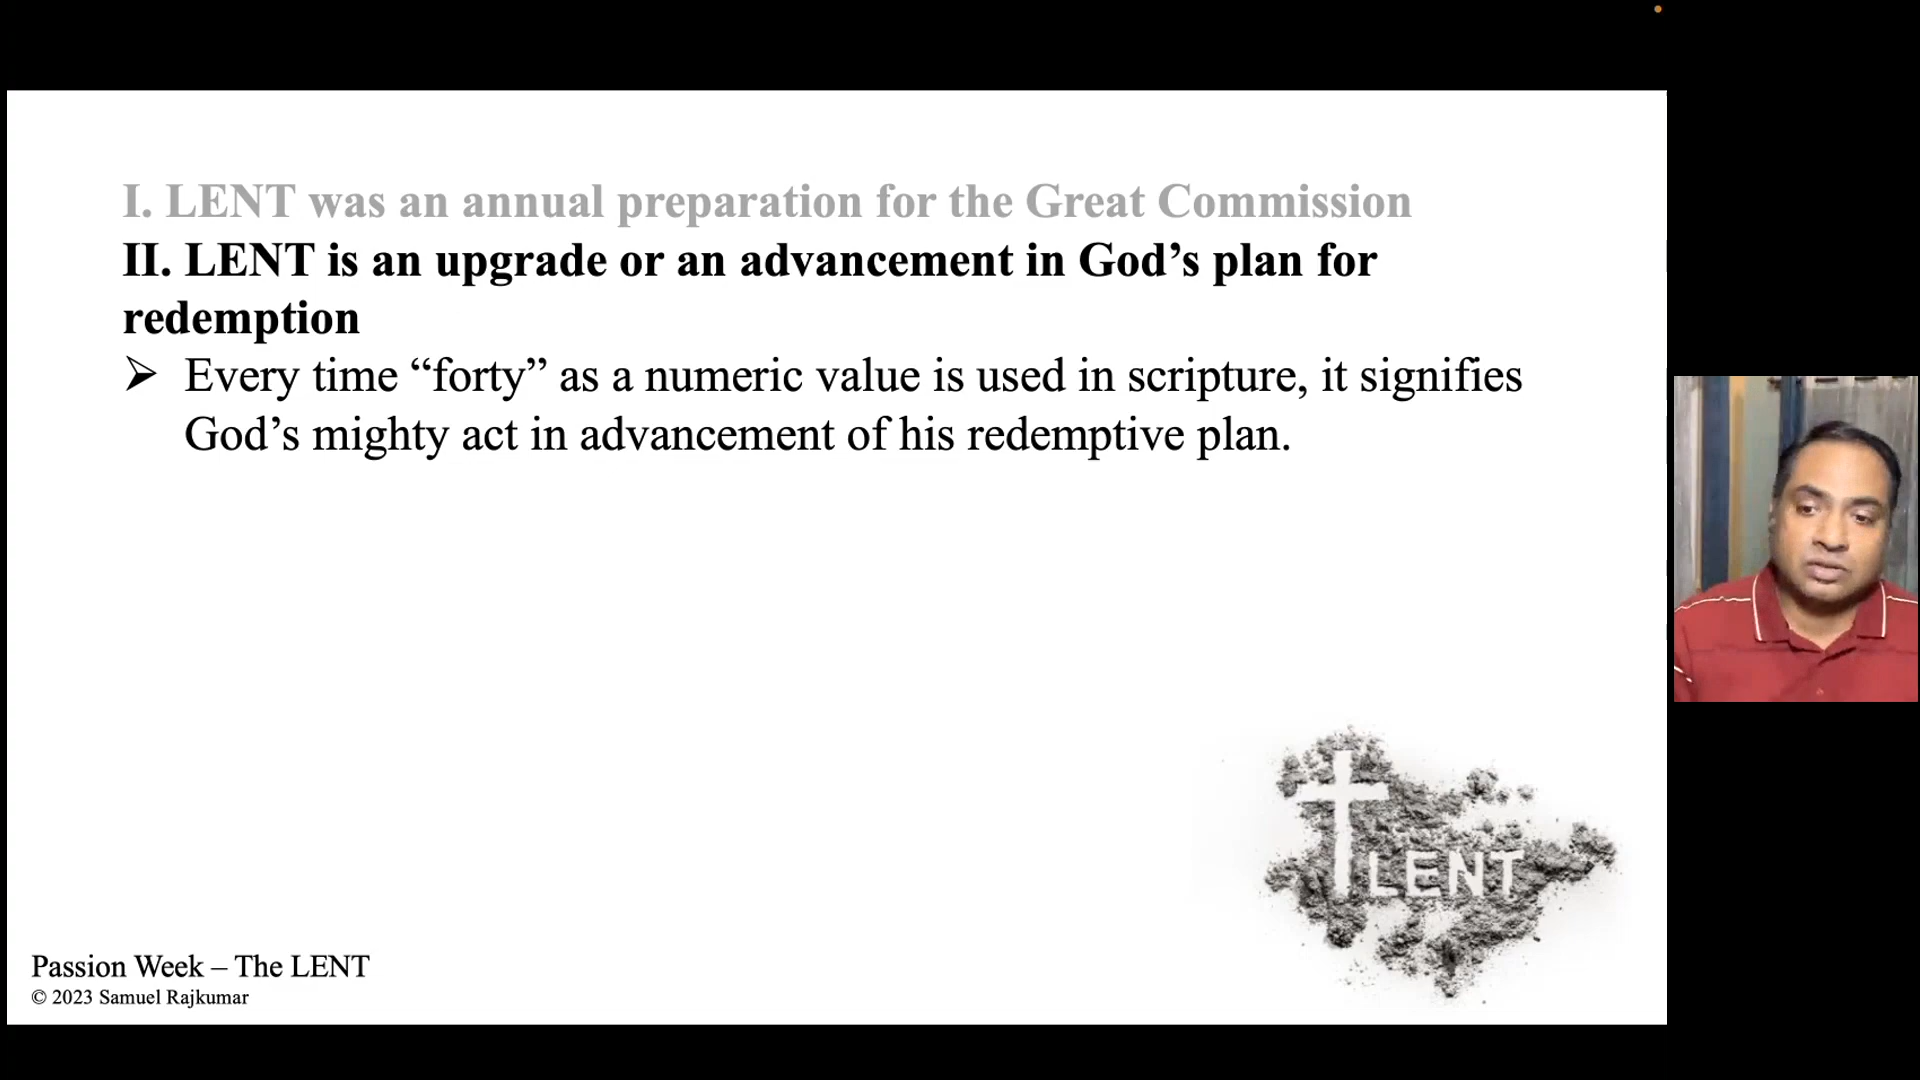 I. LENT was an annual preparation for the Great Commission
II. LENT is an upgrade or an advancement in God’s plan for
redemption
➢ Every time “forty” as a numeric value is used in scripture, it signifies
God’s mighty act in advancement of his redemptive plan.
LENT
Passion Week – The LENT
© 2023 Samuel Rajkumar